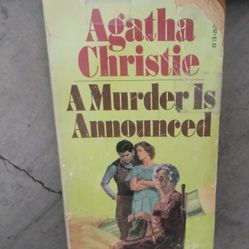 Agatha
Christie
A Murder Is
Announced